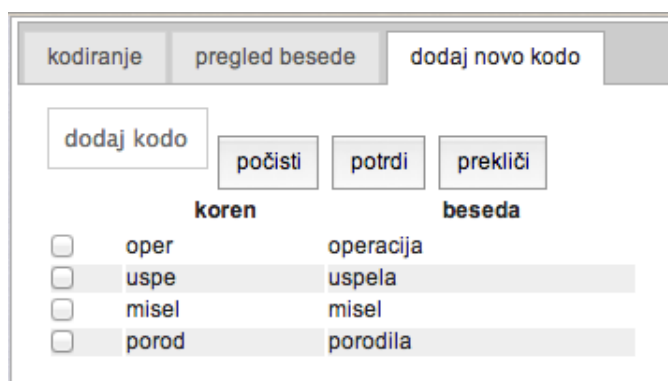 kodiranje pregled besede dodaj novo kodo
dodaj kodo počisti potrdi prekliči
koren beseda
oper operacija
uspe uspela
misel misel
porod porodila